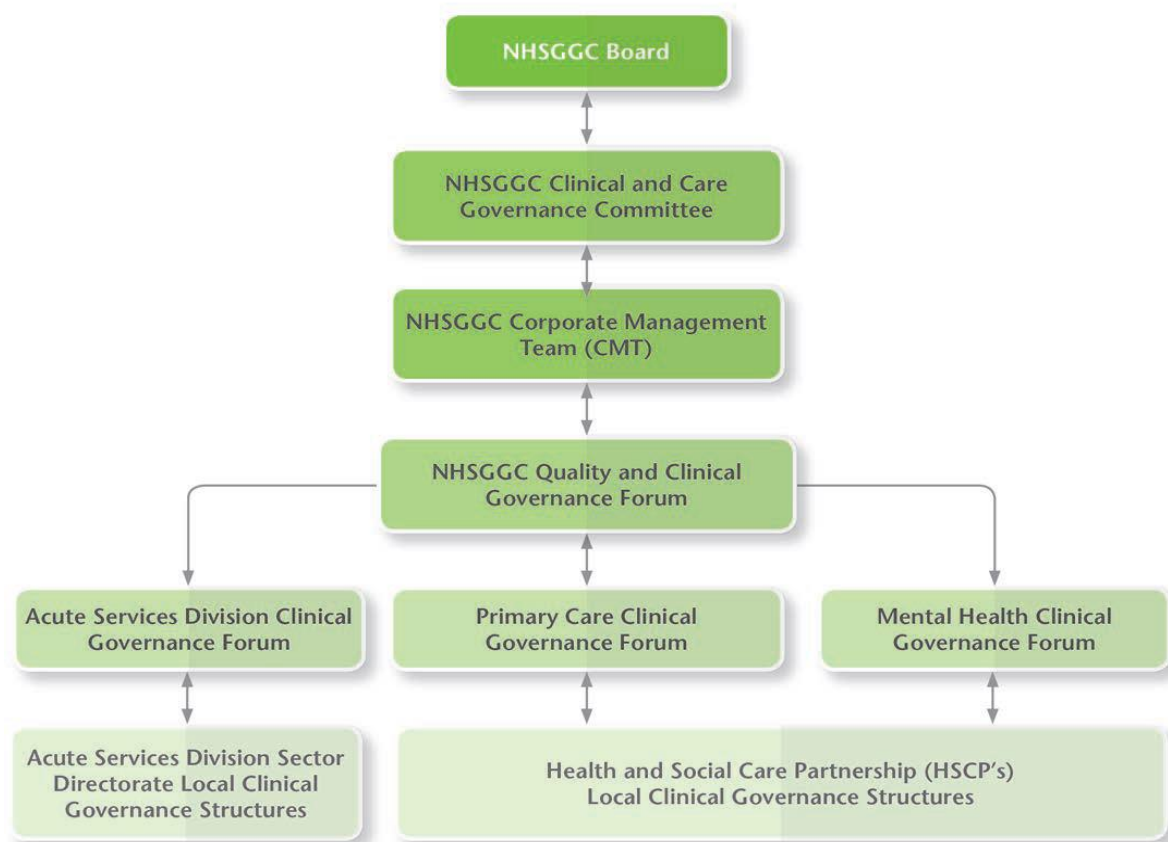 NHSGGC Board
NHSGGC Clinical and Care
Governance Committee
NHSGGC Corporate Management
Team (CMT)
NHSGGC Quality and Clinical
Governance Forum
Acute Services Division Clinical
Governance Forum
Primary Care Clinical
Governance Forum
Mental Health Clinical
Governance Forum
Acute Services Division Sector
Directorate Local Clinical
Governance Structures
Health and Social Care Partnership (HSCP's)
Local Clinical Governance Structures